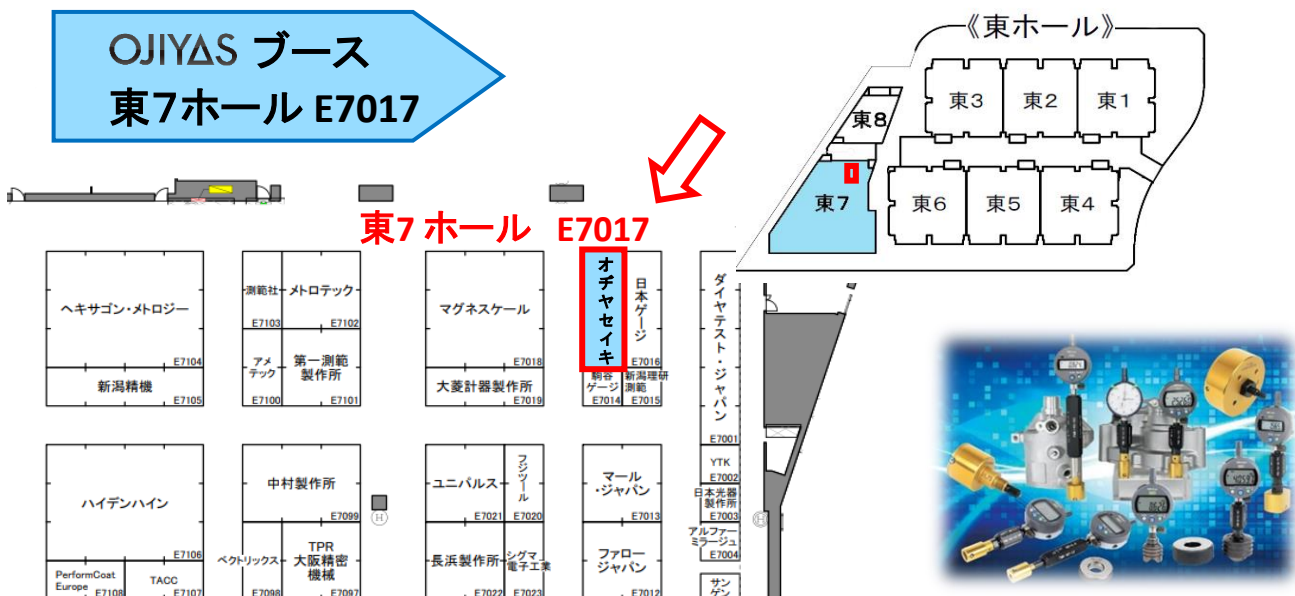 OJIYAS ブース
東7ホール E7017
《東ホール》
東3
東2
東1
東8
東7
東6
東5
東4
東7 ホール E7017
ヘキサゴン・メトロジー
E7104
新潟精機
E7105
測範社
E7103
メトロテック
E7102
アメ
テック
E7100
第一測範
製作所
E7101
マグネスケール
E7018
大菱計器製作所
E7019
オヂヤセイキ
日本ゲージ
E7016
駒谷
ゲージ
E7014
新潟理研
測範
E7015
ダイヤテスト・ジャパン
E7001
YTK
E7002
日本光器
製作所
E7003
アルファー
ミラージュ
E7004
サン
ゲン
ハイデンハイン
E7106
PerformCoat
Europe
E7108
TACC
E7107
中村製作所
E7099
H
ベクトリックス
E7098
TPR
大阪精密
機械
E7097
ユニパルス
E7021
フジツール
E7020
長浜製作所
E7022
シグマ
電子工業
E7023
マール
・ジャパン
E7013
ファロー
ジャパン
E7012
H